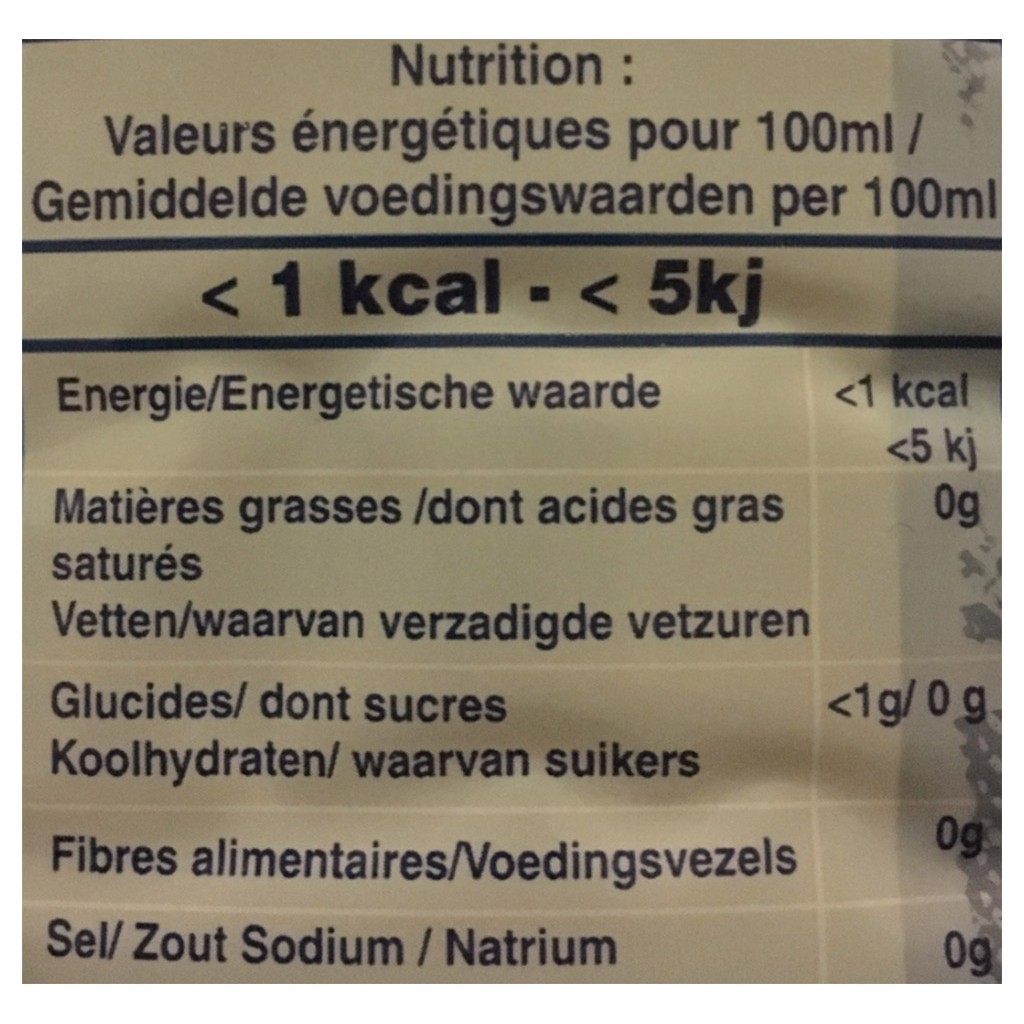 Nutrition :
Valeurs énergétiques pour 100ml /
Gemiddelde voedingswaarden per 100ml
< 1 kcal - < 5kj
Energie/Energetische waarde <1 kcal
<5 kj
Matières grasses /dont acides gras 0g
saturés
Vetten/waarvan verzadigde vetzuren
Glucides/ dont sucres <1g/ 0 g
Koolhydraten/ waarvan suikers
Fibres alimentaires/Voedingsvezels 0g
Sel/ Zout Sodium / Natrium 0g